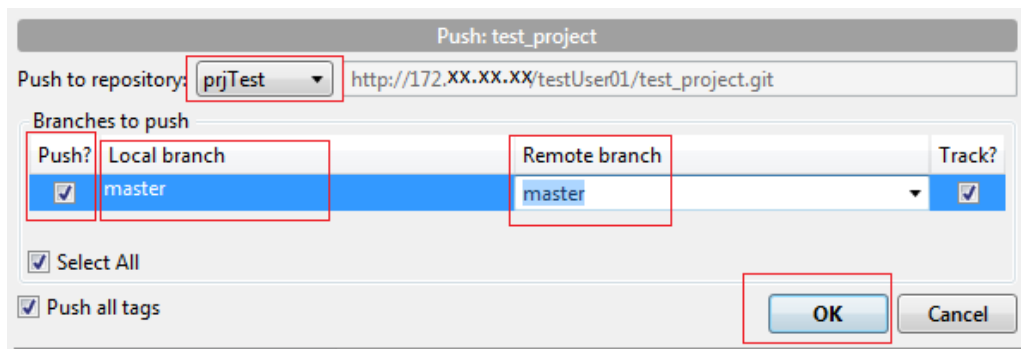 Push: test_project
Push to repository: prjTest http://172.XX.XX.XX/testUser01/test_project.git
Branches to push
Push? Local branch Remote branch Track?
master master
Select All
Push all tags OK Cancel